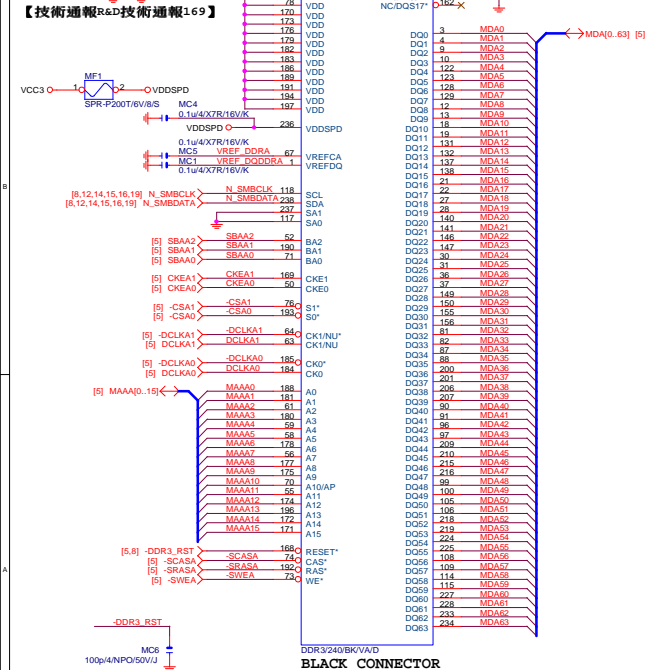 【技術通報R&D技術通報169】
78 VDD
170 VDD
173 VDD
176 VDD
179 VDD
182 VDD
183 VDD
186 VDD
189 VDD
191 VDD
194 VDD
197 VDD
VCC3 1 MF1 2 VDDSPD
SPR-P200T/6V/8/S
MC4
0.1u/4/X7R/16V/K
VDDSPD 236 VDDSPD
0.1u/4/X7R/16V/K
MC5 VREF_DDRA 67 VREFCA
MC1 VREF_DQDDRA 1 VREFDQ
0.1u/4/X7R/16V/K
[8,12,14,15,16,19] N_SMBCLK N_SMBCLK 118 SCL
[8,12,14,15,16,19] N_SMBDATA N_SMBDATA 238 SDA
237 SA1
117 SA0
[5] SBAA2 SBAA2 52 BA2
[5] SBAA1 SBAA1 190 BA1
[5] SBAA0 SBAA0 71 BA0
[5] CKEA1 CKEA1 169 CKE1
[5] CKEA0 CKEA0 50 CKE0
[5] -CSA1 -CSA1 76 S1*
[5] -CSA0 -CSA0 193 S0*
[5] -DCLKA1 -DCLKA1 64 CK1/NU*
[5] DCLKA1 DCLKA1 63 CK1/NU
[5] -DCLKA0 -DCLKA0 185 CK0*
[5] DCLKA0 DCLKA0 184 CK0
[5] MAAA[0..15]
MAAA0 188 A0
MAAA1 181 A1
MAAA2 61 A2
MAAA3 180 A3
MAAA4 59 A4
MAAA5 58 A5
MAAA6 178 A6
MAAA7 56 A7
MAAA8 177 A8
MAAA9 175 A9
MAAA10 70 A10/AP
MAAA11 55 A11
MAAA12 174 A12
MAAA13 196 A13
MAAA14 172 A14
MAAA15 171 A15
[5,8] -DDR3_RST 168 RESET*
[5] -SCASA -SCASA 74 CAS*
[5] -SRASA -SRASA 192 RAS*
[5] -SWEA -SWEA 73 WE*
-DDR3_RST
MC6
100p/4/NPO/50V/J
NC/DQS17* 162
MDA[0..63] [5]
DQ0 3 MDA0
DQ1 4 MDA1
DQ2 9 MDA2
DQ3 10 MDA3
DQ4 122 MDA4
DQ5 123 MDA5
DQ6 128 MDA6
DQ7 129 MDA7
DQ8 12 MDA8
DQ9 13 MDA9
DQ10 18 MDA10
DQ11 19 MDA11
DQ12 131 MDA12
DQ13 132 MDA13
DQ14 137 MDA14
DQ15 138 MDA15
DQ16 21 MDA16
DQ17 22 MDA17
DQ18 27 MDA18
DQ19 28 MDA19
DQ20 140 MDA20
DQ21 141 MDA21
DQ22 146 MDA22
DQ23 147 MDA23
DQ24 30 MDA24
DQ25 31 MDA25
DQ26 36 MDA26
DQ27 37 MDA27
DQ28 149 MDA28
DQ29 150 MDA29
DQ30 155 MDA30
DQ31 156 MDA31
DQ32 81 MDA32
DQ33 82 MDA33
DQ34 87 MDA34
DQ35 88 MDA35
DQ36 200 MDA36
DQ37 201 MDA37
DQ38 206 MDA38
DQ39 207 MDA39
DQ40 90 MDA40
DQ41 91 MDA41
DQ42 96 MDA42
DQ43 97 MDA43
DQ44 209 MDA44
DQ45 210 MDA45
DQ46 215 MDA46
DQ47 216 MDA47
DQ48 99 MDA48
DQ49 100 MDA49
DQ50 105 MDA50
DQ51 106 MDA51
DQ52 218 MDA52
DQ53 219 MDA53
DQ54 224 MDA54
DQ55 225 MDA55
DQ56 108 MDA56
DQ57 109 MDA57
DQ58 114 MDA58
DQ59 115 MDA59
DQ60 227 MDA60
DQ61 228 MDA61
DQ62 233 MDA62
DQ63 234 MDA63
DDR3/240/BK/VA/D
BLACK CONNECTOR
B
A